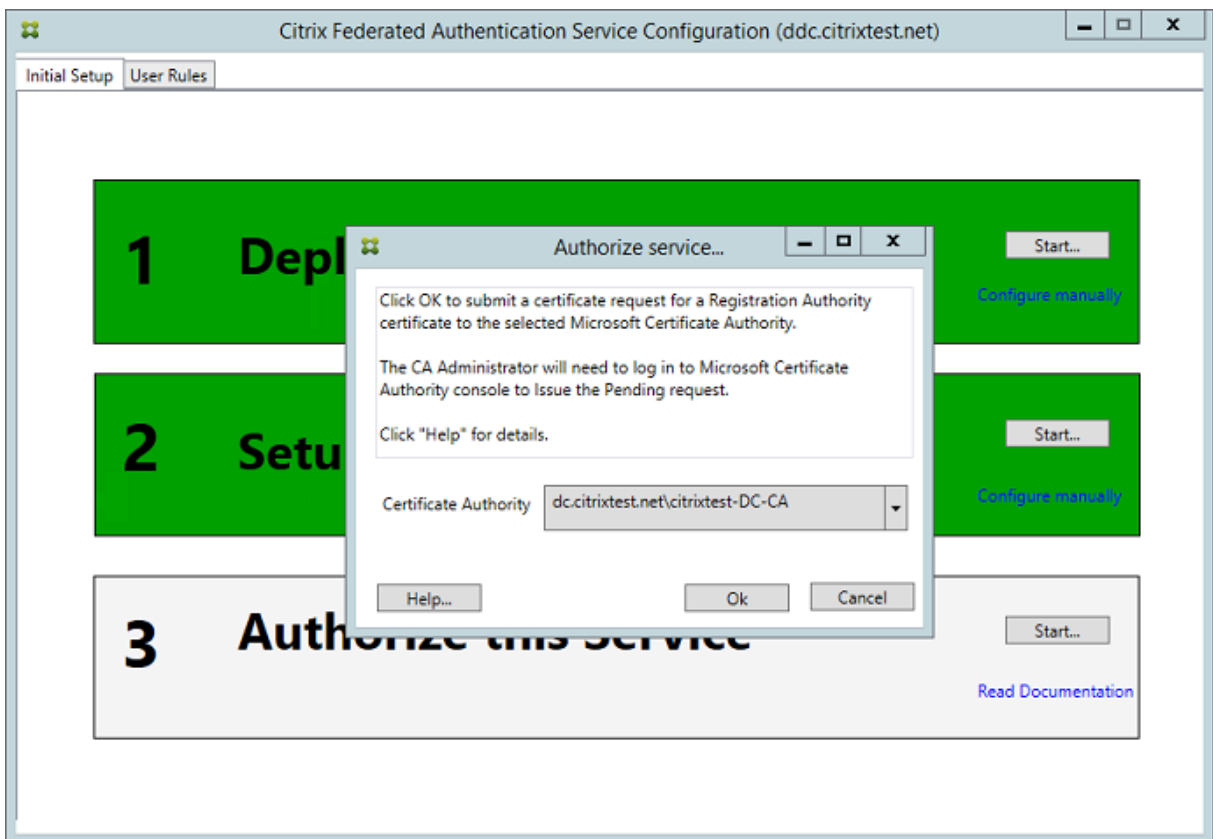 Citrix Federated Authentication Service Configuration (ddc.citrixtest.net)
Initial Setup User Rules
1
Depl
Start...
Configure manually
Authorize service...
Click OK to submit a certificate request for a Registration Authority
certificate to the selected Microsoft Certificate Authority.
The CA Administrator will need to log in to Microsoft Certificate
Authority console to Issue the Pending request.
Click "Help" for details.
Certificate Authority dc.citrixtest.net\citrixtest-DC-CA
Help... Ok Cancel
2
Setu
Start...
Configure manually
3
Authorize this Service
Start...
Read Documentation